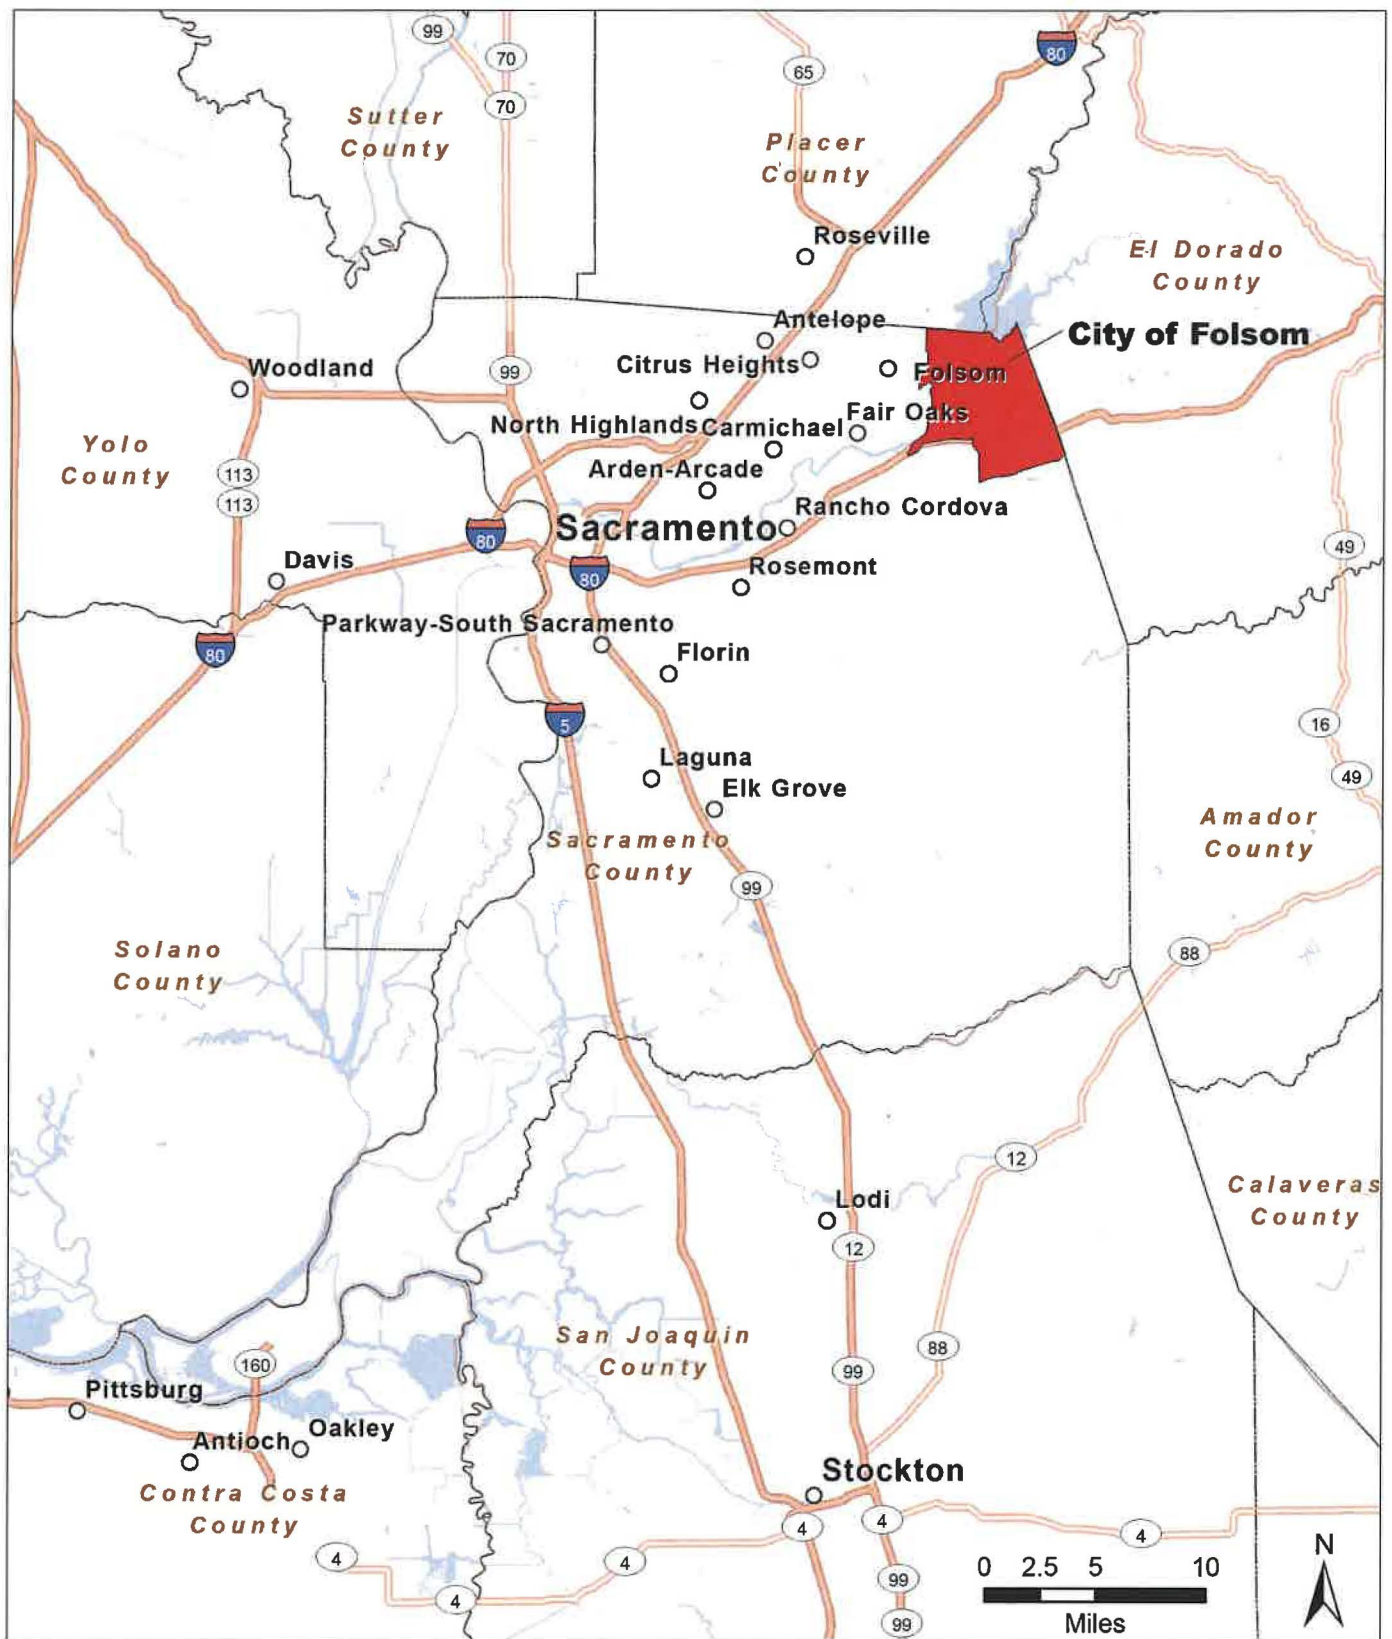 99
70
80
65
70
Sutter
County
Placer
County
Roseville
El Dorado
County
Antelope
City of Folsom
Citrus Heights
Woodland
99
Folsom
North Highlands
Carmichael
Fair Oaks
Yolo
County
Arden-Arcade
113
113
Rancho Cordova
Sacramento
80
49
Davis
80
Rosemont
Parkway-South Sacramento
80
Florin
5
16
Laguna
49
Elk Grove
Sacramento
County
Amador
County
99
Solano
County
88
12
Lodi
Calaveras
County
12
San Joaquin
County
88
160
99
Pittsburg
Oakley
Antioch
Stockton
Contra Costa
County
4
4
4
4
4
N
0 2.5 5 10
Miles
4
99
99